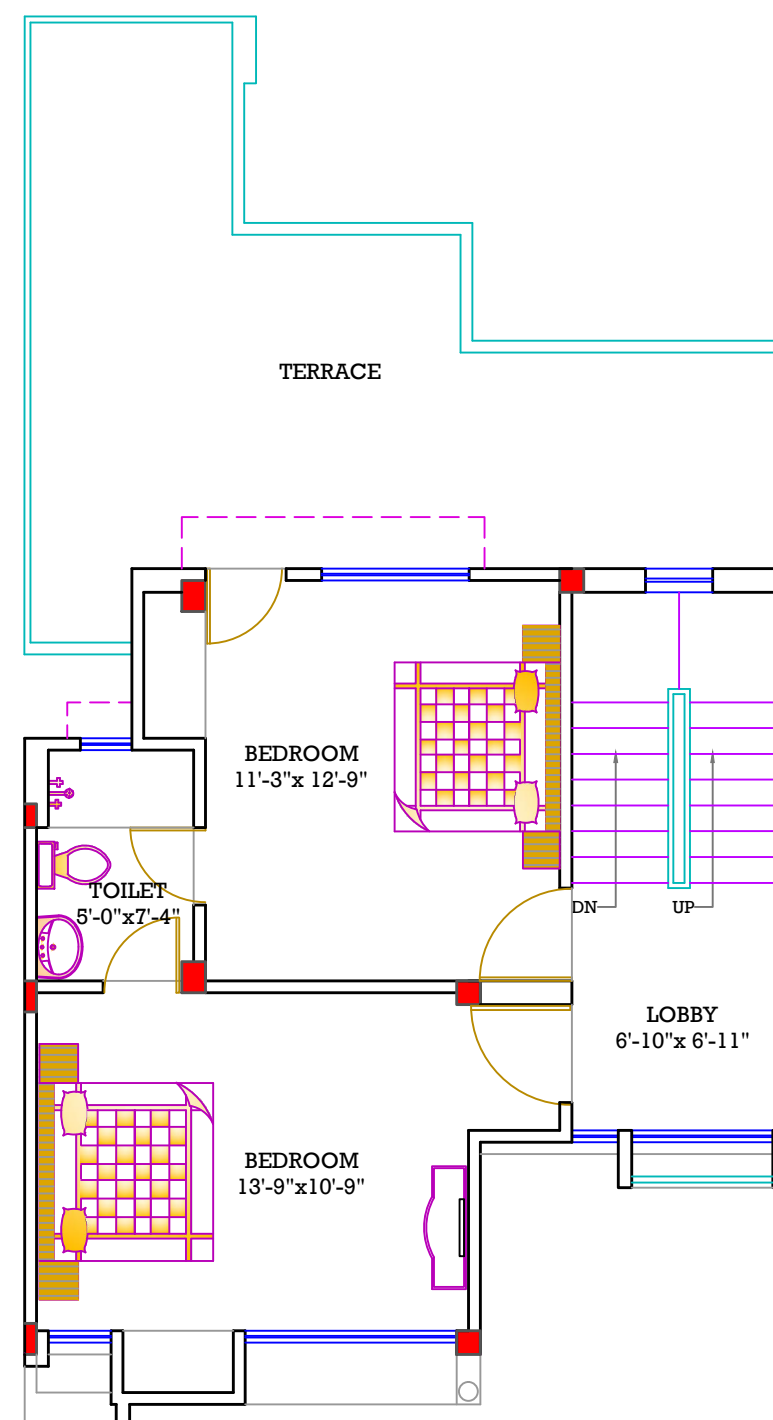 TERRACE
BEDROOM
11'-3"x 12'-9"
TOILET
5'-0"x7'-4"
DN
UP
LOBBY
6'-10"x 6'-11"
BEDROOM
13'-9"x10'-9"